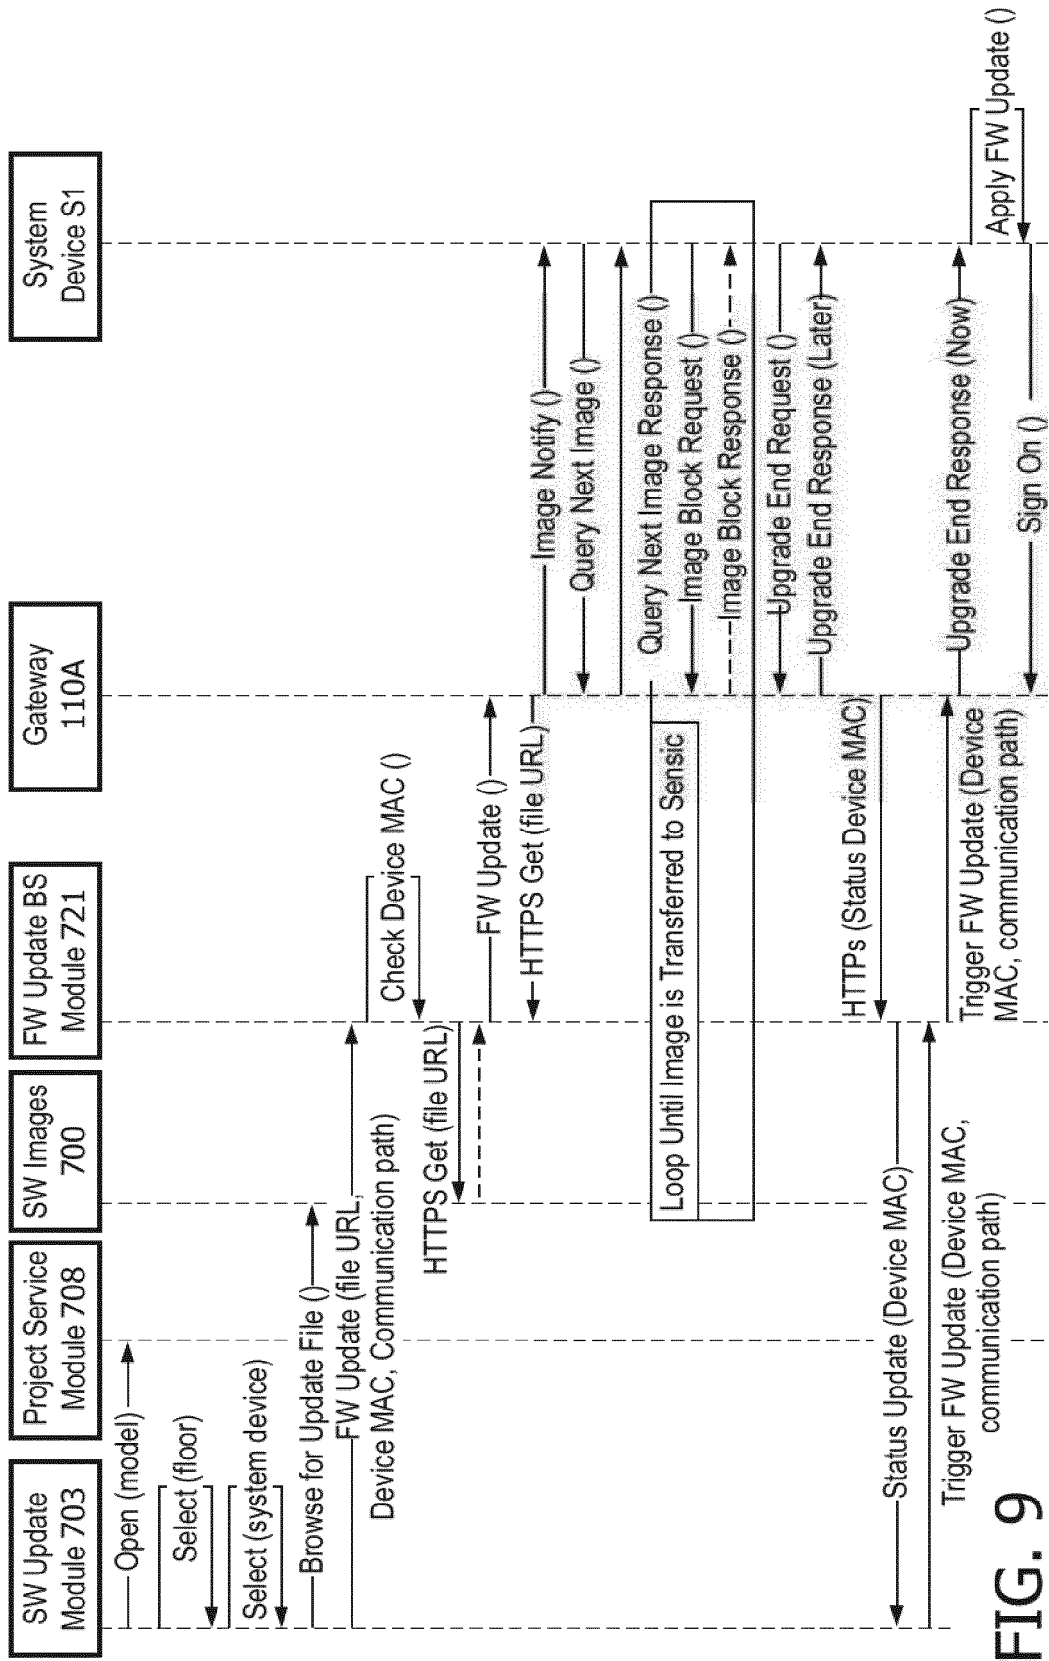 SW Update
Module 703
Project Service
Module 708
SW Images
700
FW Update BS
Module 721
Gateway
110A
System
Device S1
Open (model)
Select (floor)
Select (system device)
Browse for Update File ()
FW Update (file URL,
Device MAC, Communication path)
Check Device MAC ()
HTTPS Get (file URL)
FW Update ()
HTTPS Get (file URL)
Image Notify ()
Query Next Image ()
Query Next Image Response ()
Loop Until Image is Transferred to Sensic
Image Block Request ()
Image Block Response ()
Upgrade End Request ()
Upgrade End Response (Later)
HTTPs (Status Device MAC)
Status Update (Device MAC)
Trigger FW Update (Device MAC,
communication path)
Trigger FW Update (Device
MAC, communication path)
Upgrade End Response (Now)
Apply FW Update ()
Sign On ()
FIG. 9